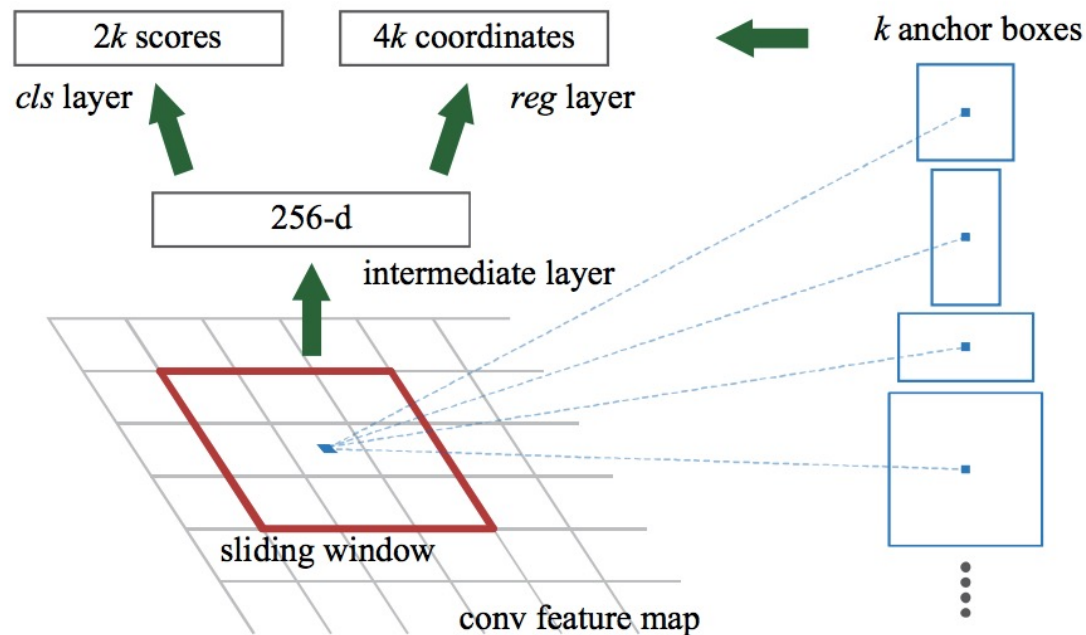 2k scores
4k coordinates
k anchor boxes
cls layer
reg layer
256-d
intermediate layer
sliding window
conv feature map